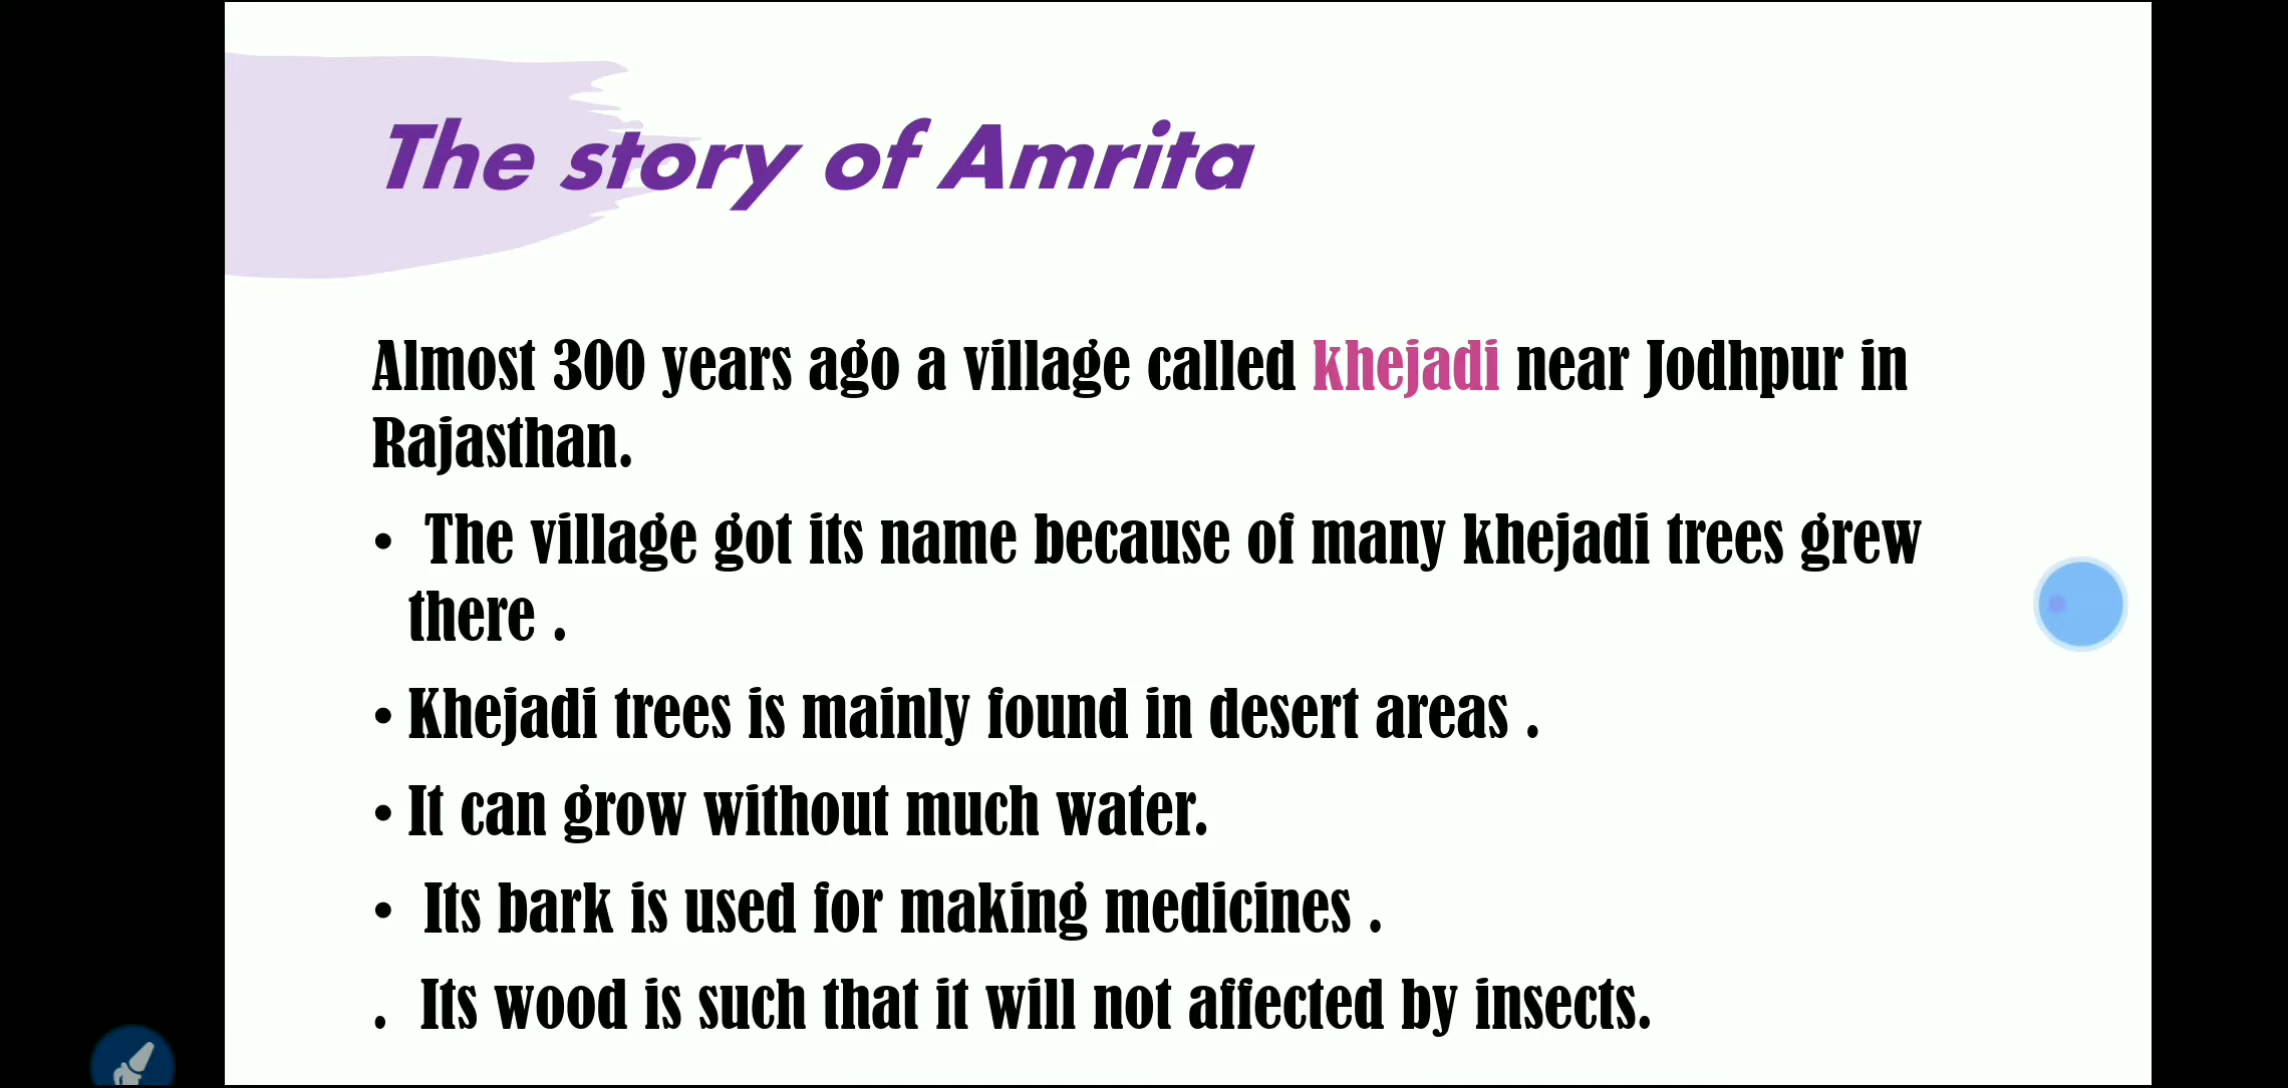 The story of Amrita
Almost 300 years ago a village called khejadi near Jodhpur in
Rajasthan.
• The village got its name because of many khejadi trees grew
there .
• Khejadi trees is mainly found in desert areas .
• It can grow without much water.
• Its bark is used for making medicines .
. Its wood is such that it will not affected by insects.